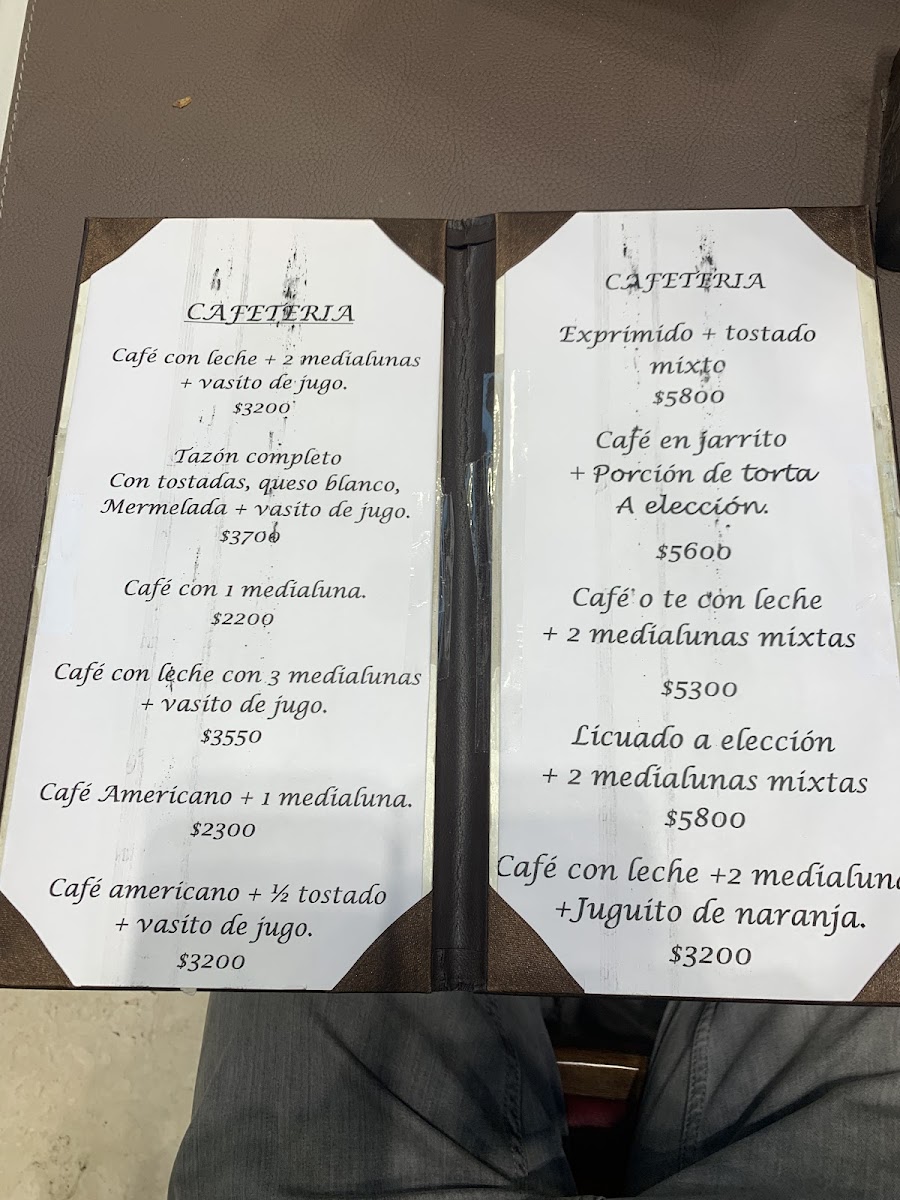 CAFETERIA
Café con leche + 2 medialunas
+ vasito de jugo.
$3200
Tazón completo
Con tostadas, queso blanco,
Mermelada + vasito de jugo.
$3700
Café con 1 medialuna.
$2200
Café con leche con 3 medialunas
+ vasito de jugo.
$3550
Café Americano + 1 medialuna.
$2300
Café americano + ½ tostado
+ vasito de jugo.
$3200
CAFETERIA
Exprimido + tostado
mixto
$5800
Café en jarrito
+ Porción de torta
A elección.
$5600
Café o te con leche
+ 2 medialunas mixtas
$5300
Licuado a elección
+ 2 medialunas mixtas
$5800
Café con leche +2 medialun
+Juguito de naranja.
$3200